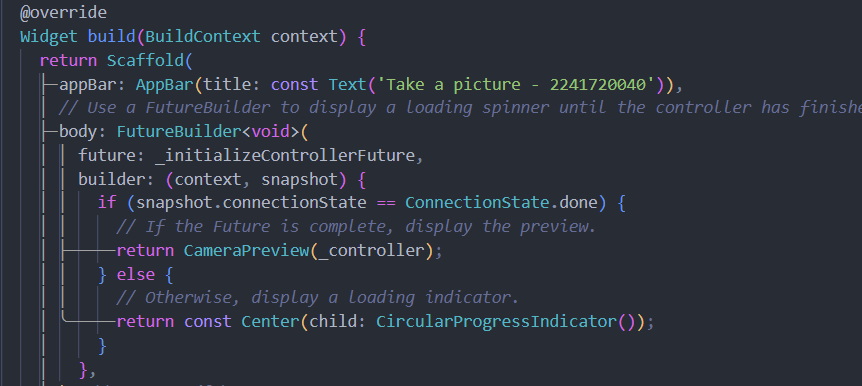 @override
Widget build(BuildContext context) {
return Scaffold(
appBar: AppBar(title: const Text('Take a picture - 2241720040')),
// Use a FutureBuilder to display a loading spinner until the controller has finishe
body: FutureBuilder<void>(
future: _initializeControllerFuture,
builder: (context, snapshot) {
if (snapshot.connectionState == ConnectionState.done) {
// If the Future is complete, display the preview.
return CameraPreview(_controller);
} else {
// Otherwise, display a loading indicator.
return const Center(child: CircularProgressIndicator());
}
},